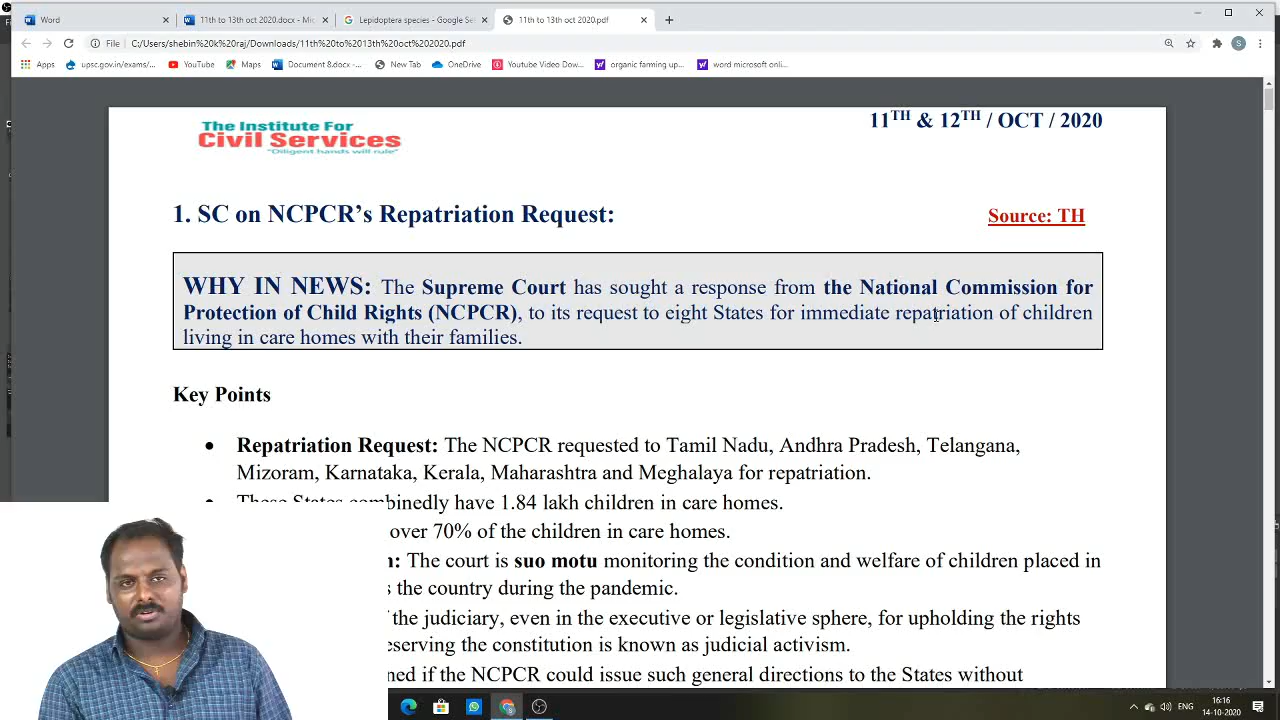 Word
11th to 13th oct 2020.docx - Mic
Lepidoptera species - Google Se
11th to 13th oct 2020.pdf
File
C:/Users/shebin%20k%20raj/Downloads/11th%20to%2013th%20oct%202020.pdf
Apps
upsc.gov.in/exams/...
YouTube
Maps
Document 8.docx -...
New Tab
OneDrive
Youtube Video Dow...
organic farming up...
word microsoft onli...
S
The Institute For
Civil Services
"Diligent hands will rule"
11TH & 12TH / OCT / 2020
1. SC on NCPCR's Repatriation Request:
Source: TH
WHY IN NEWS: The Supreme Court has sought a response from the National Commission for
Protection of Child Rights (NCPCR), to its request to eight States for immediate repatriation of children
living in care homes with their families.
Key Points
• Repatriation Request: The NCPCR requested to Tamil Nadu, Andhra Pradesh, Telangana,
Mizoram, Karnataka, Kerala, Maharashtra and Meghalaya for repatriation.
• These States combinedly have 1.84 lakh children in care homes.
over 70% of the children in care homes.
n: The court is suo motu monitoring the condition and welfare of children placed in
s the country during the pandemic.
f the judiciary, even in the executive or legislative sphere, for upholding the rights
eserving the constitution is known as judicial activism.
ned if the NCPCR could issue such general directions to the States without
ENG
16:16
14-10-2020